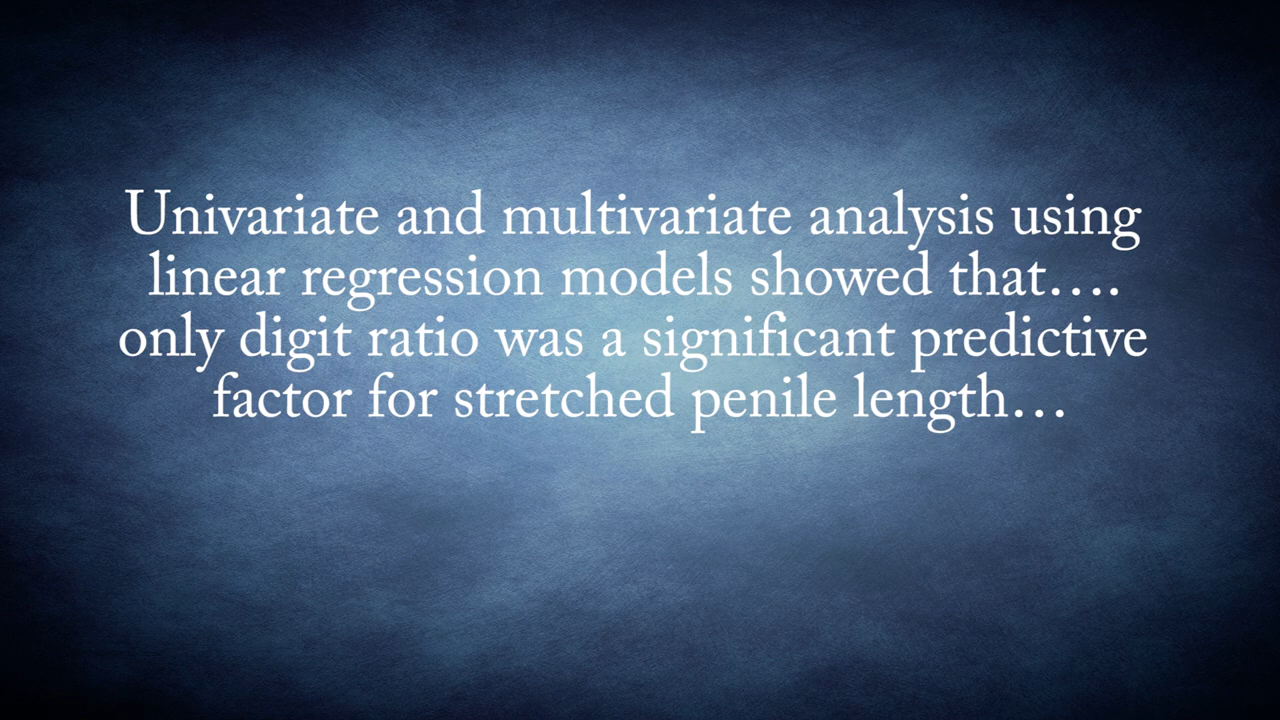 Univariate and multivariate analysis using
linear regression models showed that….
only digit ratio was a significant predictive
factor for stretched penile length…